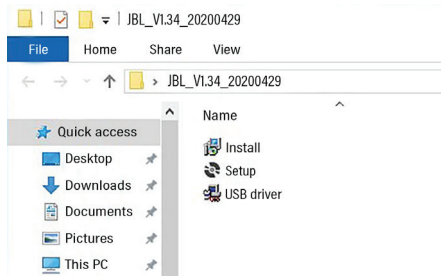 JBL_V1.34_20200429
File Home Share View
JBL_V1.34_20200429
Name
Quick access
Install
Desktop
Setup
Downloads
USB driver
Documents
Pictures
This PC